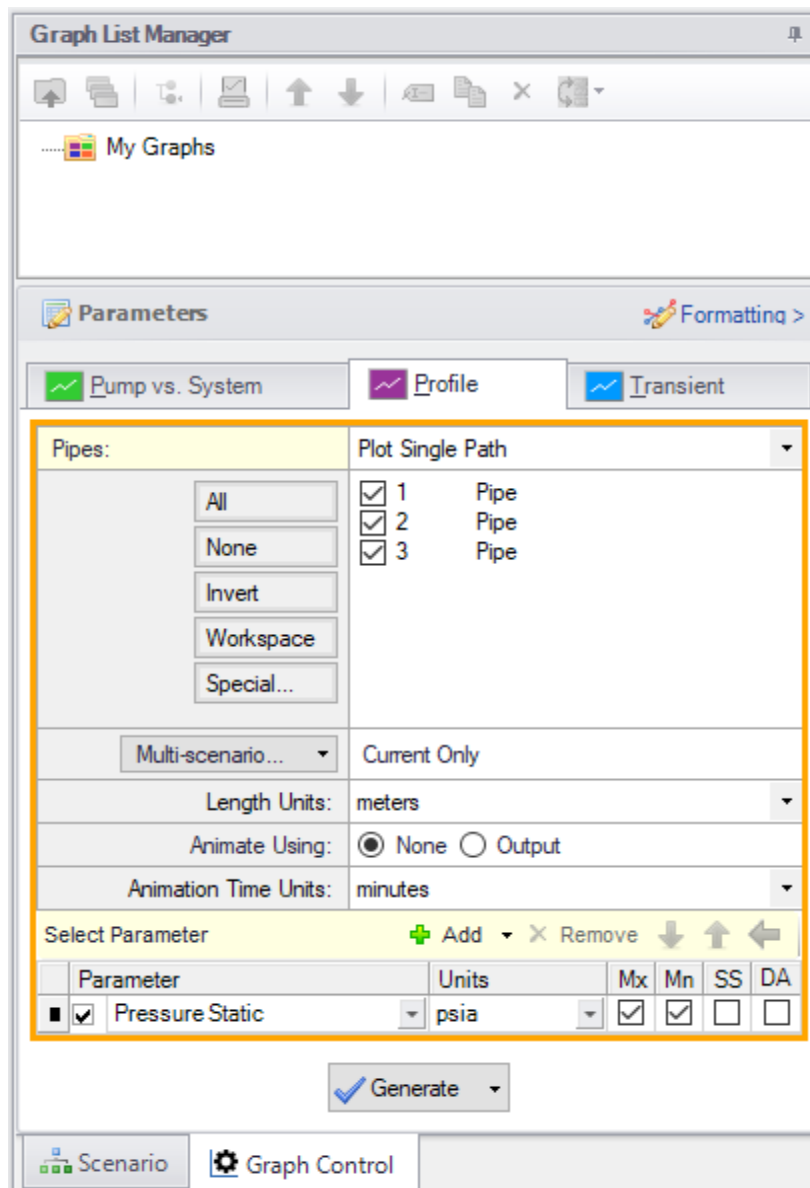 Graph List Manager
My Graphs
Parameters
Formatting >
Pump vs. System
Profile
Transient
Pipes:
Plot Single Path
All
None
Invert
Workspace
Special...
1 Pipe
2 Pipe
3 Pipe
Multi-scenario...
Current Only
Length Units:
meters
Animate Using:
None
Output
Animation Time Units:
minutes
Select Parameter
Add
Remove
Parameter
Units
Mx
Mn
SS
DA
Pressure Static
psia
Generate
Scenario
Graph Control